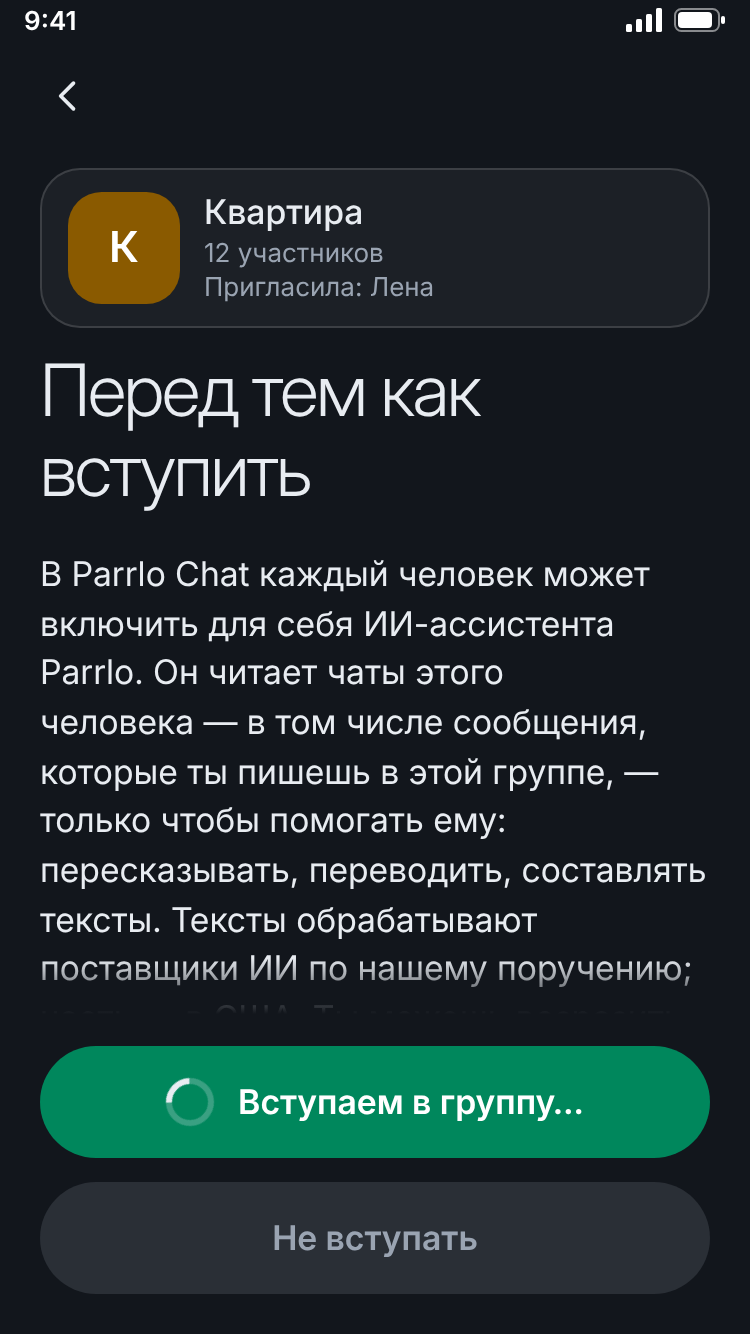 9:41
К
Квартира
12 участников
Пригласила: Лена
Перед тем как
вступить
В Parrlo Chat каждый человек может
включить для себя ИИ-ассистента
Parrlo. Он читает чаты этого
человека — в том числе сообщения,
которые ты пишешь в этой группе, —
только чтобы помогать ему:
пересказывать, переводить, составлять
тексты. Тексты обрабатывают
поставщики ИИ по нашему поручению;
Вступаем в группу...
Не вступать